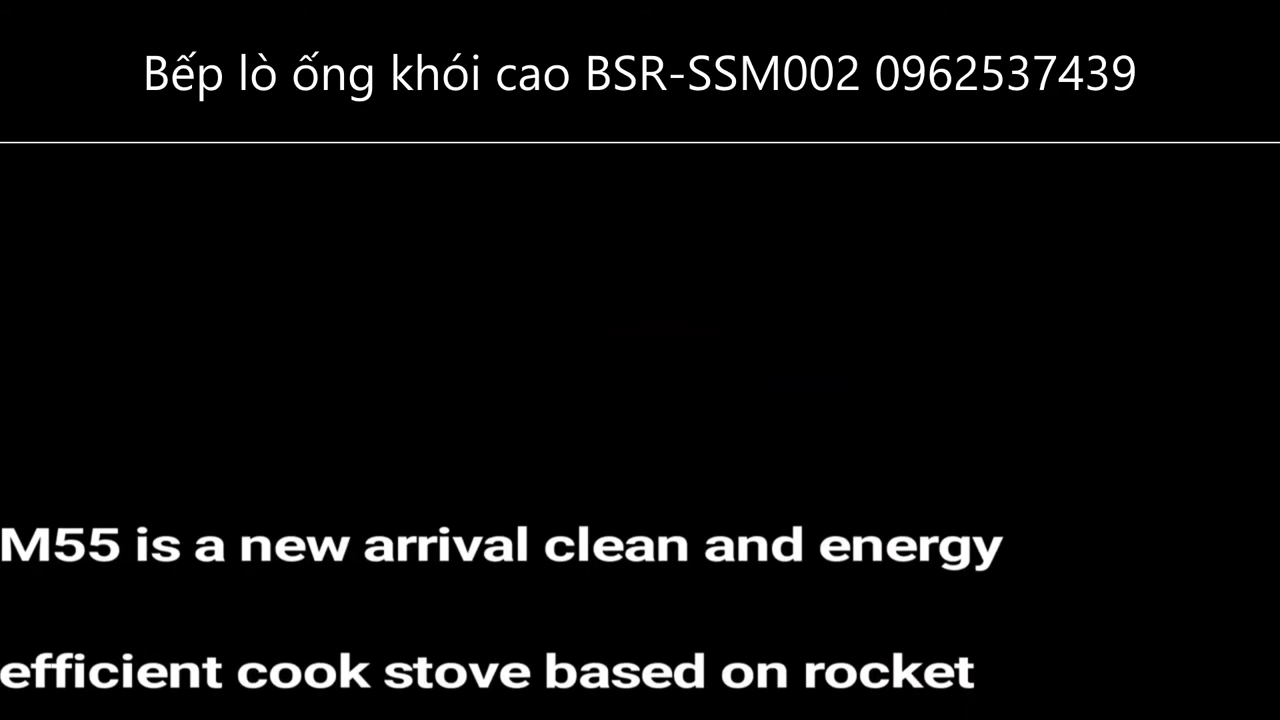 Bếp lò ống khói cao BSR-SSM002 0962537439
M55 is a new arrival clean and energy
efficient cook stove based on rocket